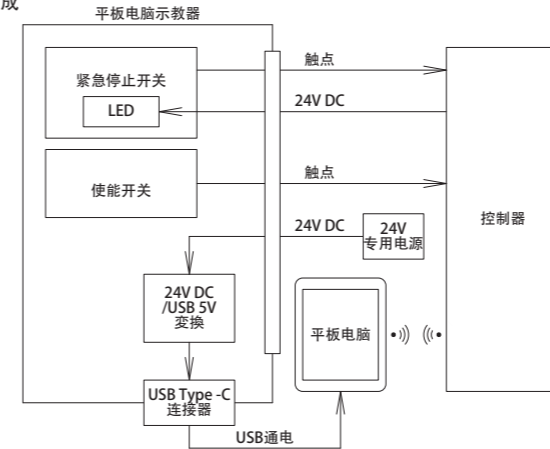 成
平板电脑示教器
紧急停止开关
LED
触点
24V DC
使能开关
触点
24V DC
24V
专用电源
控制器
24V DC
/USB 5V
変換
平板电脑
USB Type -C
连接器
USB通电